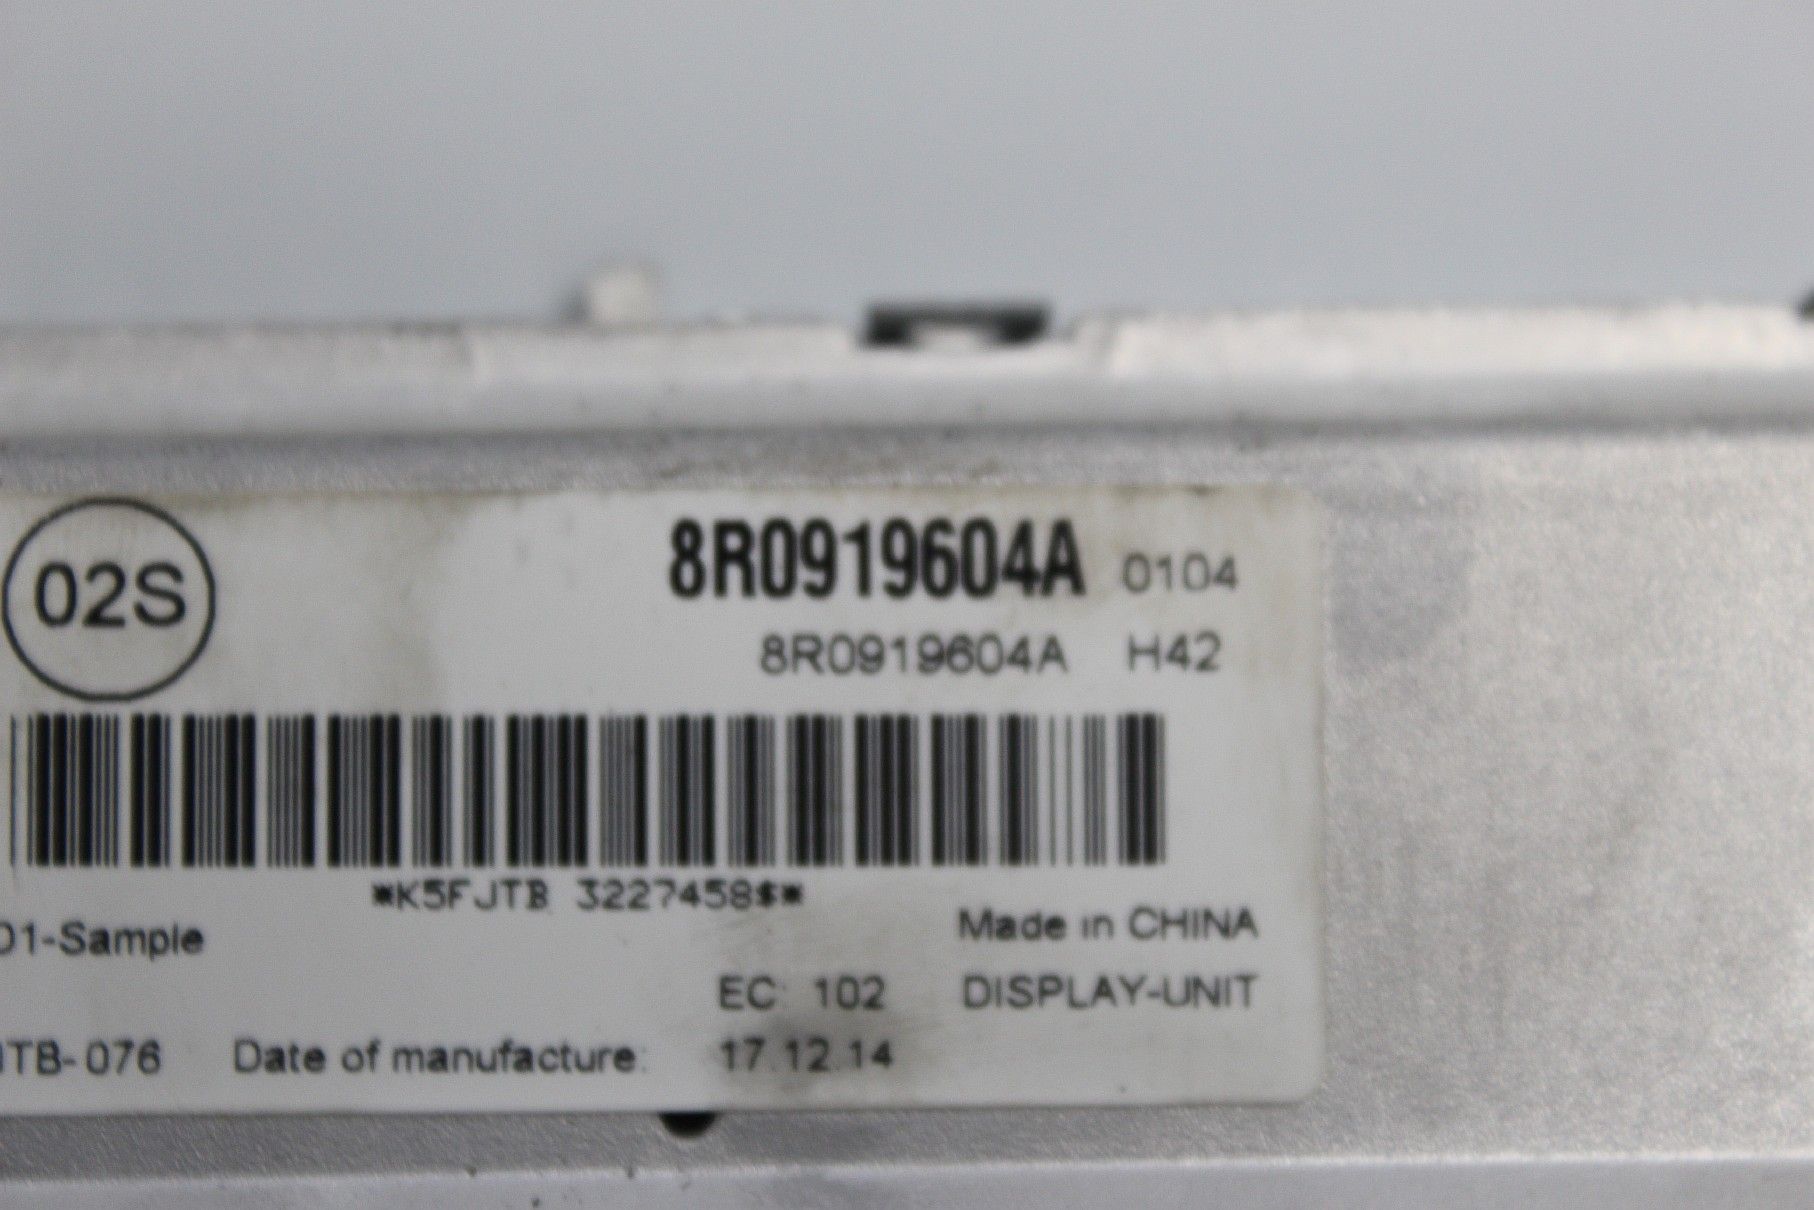 02S
8R0919604A 0104
8R0919604A H42
*K5FJTB 3227458$*
D1-Sample
Made in CHINA
EC: 102 DISPLAY-UNIT
TB-076 Date of manufacture: 17.12.14